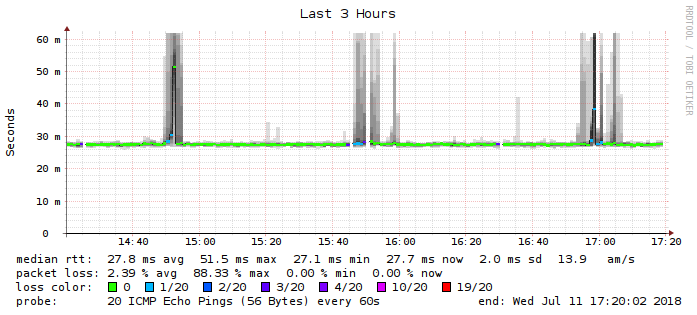 Last 3 Hours
RRDTOOL / TOBI OETIKER
Seconds
60 m
50 m
40 m
30 m
20 m
10 m
0
14:40 15:00 15:20 15:40 16:00 16:20 16:40 17:00 17:20
median rtt: 27.8 ms avg 51.5 ms max 27.1 ms min 27.7 ms now 2.0 ms sd 13.9 am/s
packet loss: 2.39 % avg 88.33 % max 0.00 % min 0.00 % now
loss color: 0 1/20 2/20 3/20 4/20 10/20 19/20
probe: 20 ICMP Echo Pings (56 Bytes) every 60s end: Wed Jul 11 17:20:02 2018